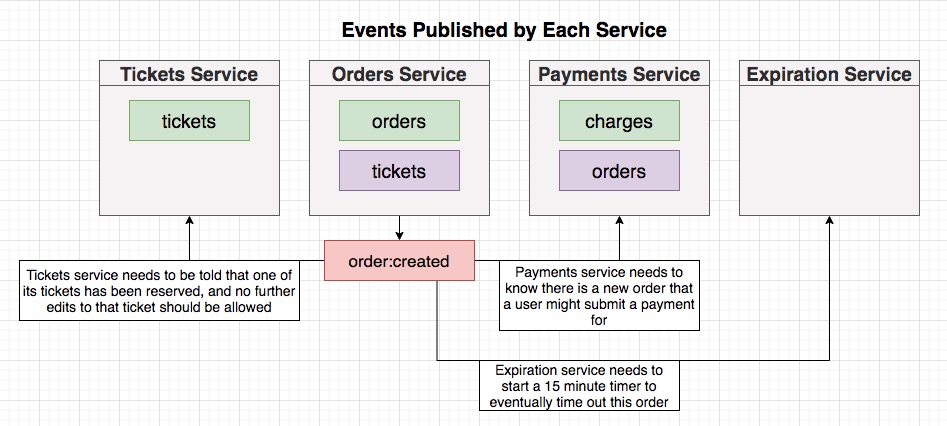 Events Published by Each Service
Tickets Service
Orders Service
Payments Service
Expiration Service
tickets
orders
charges
tickets
orders
order:created
Tickets service needs to be told that one of
its tickets has been reserved, and no further
edits to that ticket should be allowed
Payments service needs to
know there is a new order that
a user might submit a payment
for
Expiration service needs to
start a 15 minute timer to
eventually time out this order